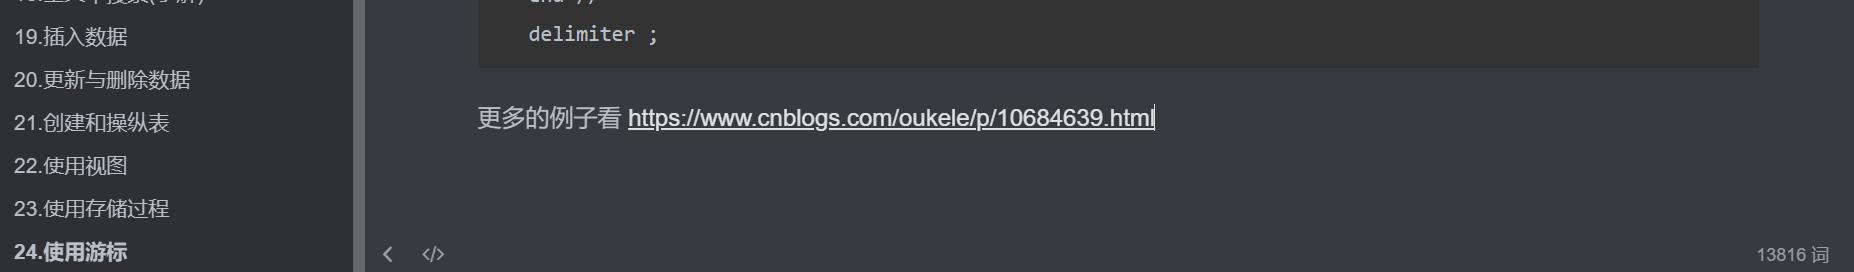 19.插入数据
20.更新与删除数据
21.创建和操纵表
22.使用视图
23.使用存储过程
24.使用游标
delimiter ;
更多的例子看 https://www.cnblogs.com/oukele/p/10684639.html
13816 词